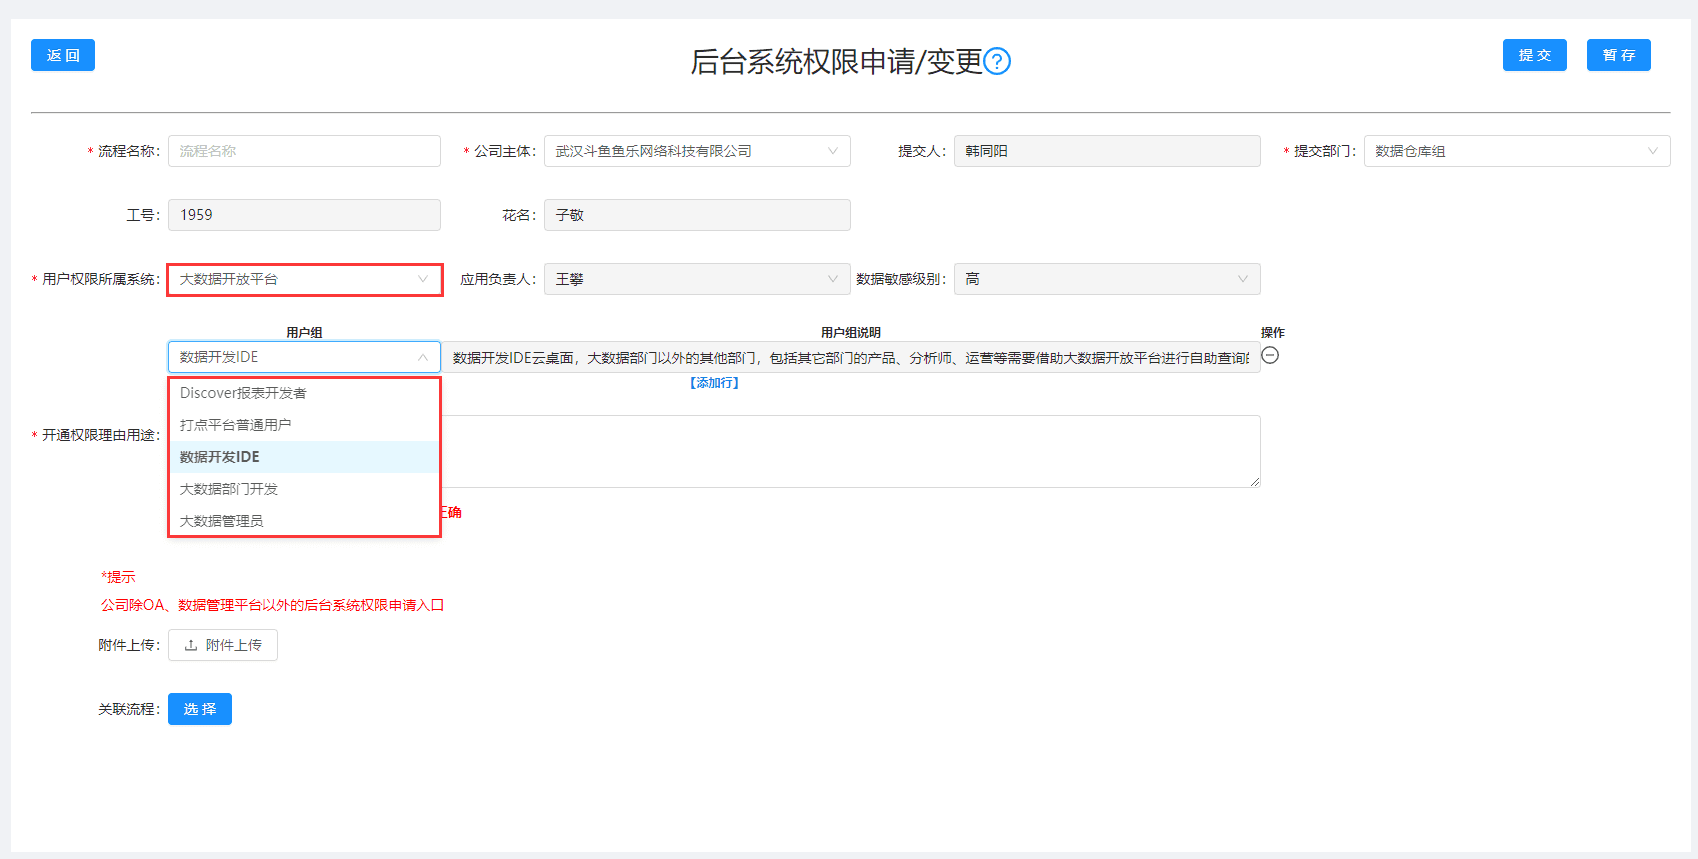 返 回
后台系统权限申请/变更?
提 交
暂 存
* 流程名称:
流程名称
* 公司主体:
武汉斗鱼鱼乐网络科技有限公司
提交人:
韩同阳
* 提交部门:
数据仓库组
工号:
1959
花名:
子敬
* 用户权限所属系统:
大数据开放平台
应用负责人:
王攀
数据敏感级别:
高
用户组
用户组说明
操作
数据开发IDE
数据开发IDE云桌面，大数据部门以外的其他部门，包括其它部门的产品、分析师、运营等需要借助大数据开放平台进行自助查询
【添加行】
Discover报表开发者
打点平台普通用户
数据开发IDE
大数据部门开发
大数据管理员
* 开通权限理由用途:
正确
*提示
公司除OA、数据管理平台以外的后台系统权限申请入口
附件上传:
附件上传
关联流程:
选 择